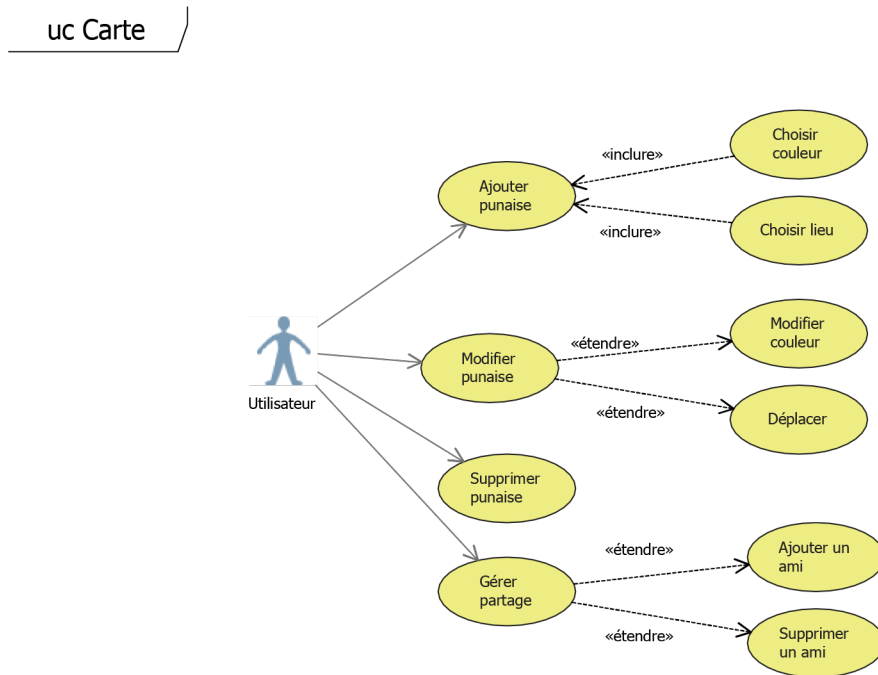 uc Carte
Choisir
couleur
«inclure»
Ajouter
punaise
«inclure»
Choisir lieu
Utilisateur
Modifier
punaise
«étendre»
Modifier
couleur
«étendre»
Déplacer
Supprimer
punaise
Gérer
partage
«étendre»
Ajouter un
ami
«étendre»
Supprimer
un ami